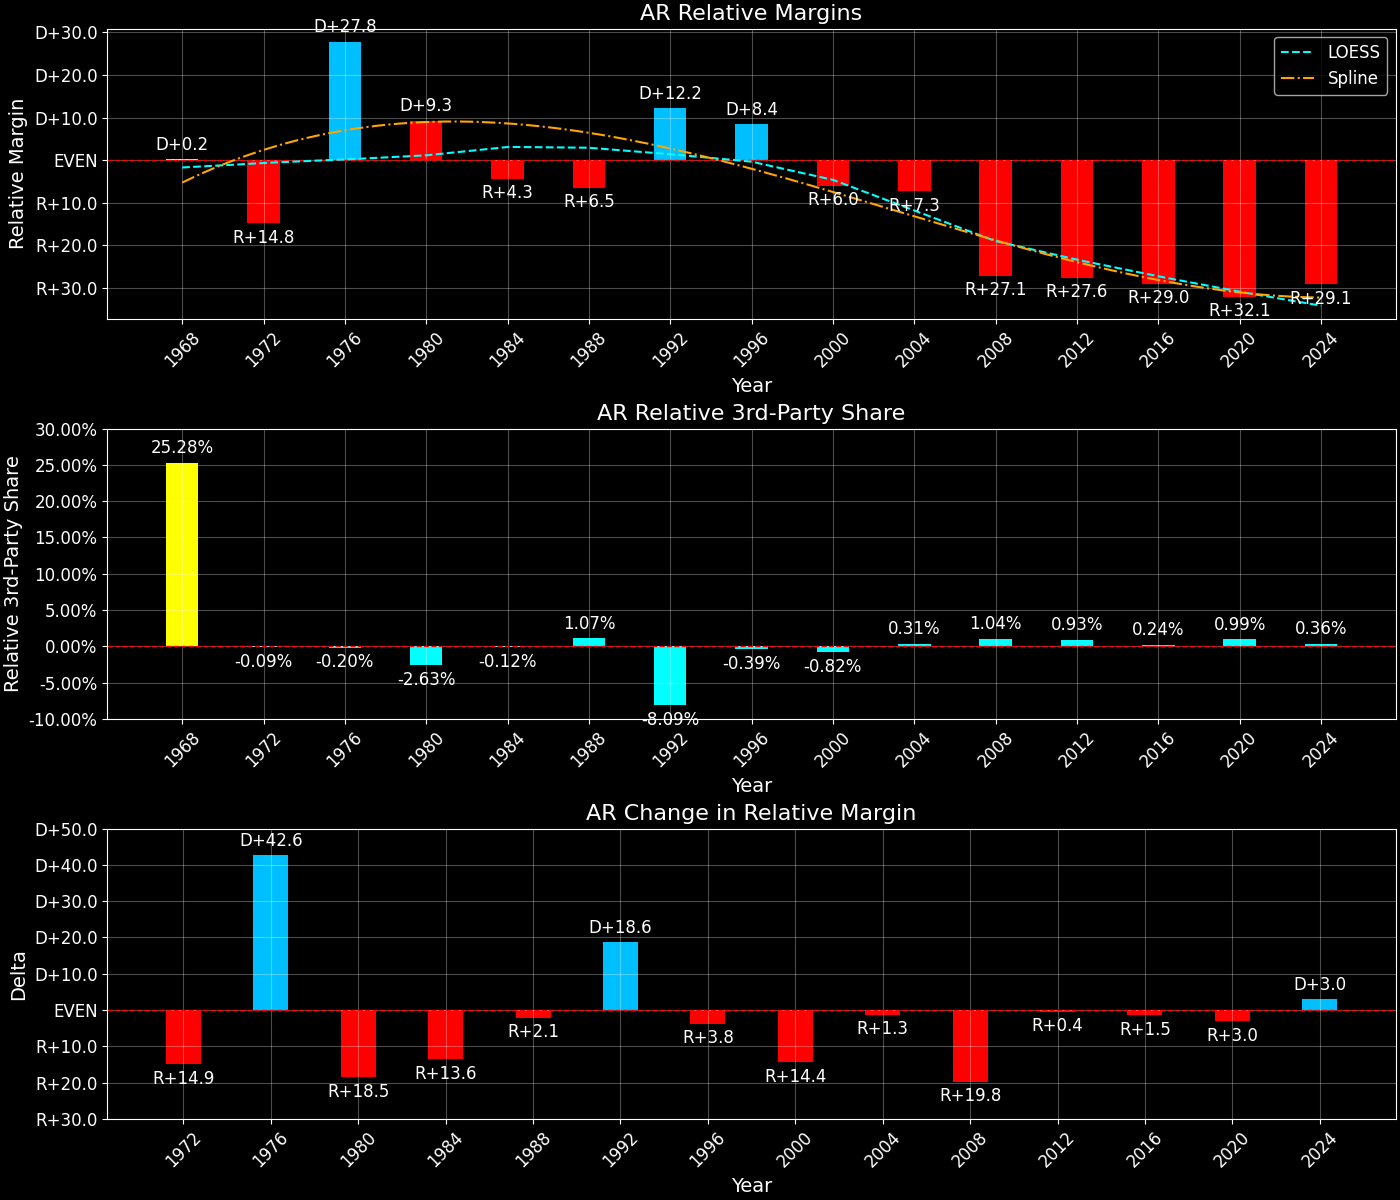 AR Relative Margins
Relative Margin
D+30.0
D+20.0
D+10.0
EVEN
R+10.0
R+20.0
R+30.0
D+0.2
R+14.8
D+27.8
D+9.3
R+4.3
R+6.5
D+12.2
D+8.4
R+6.0
R+7.3
R+27.1
R+27.6
R+29.0
R+32.1
R+29.1
LOESS
Spline
1968
1972
1976
1980
1984
1988
1992
1996
2000
2004
2008
2012
2016
2020
2024
Year
AR Relative 3rd-Party Share
Relative 3rd-Party Share
30.00%
25.00%
20.00%
15.00%
10.00%
5.00%
0.00%
-5.00%
-10.00%
25.28%
-0.09%
-0.20%
-2.63%
-0.12%
1.07%
-8.09%
-0.39%
-0.82%
0.31%
1.04%
0.93%
0.24%
0.99%
0.36%
1968
1972
1976
1980
1984
1988
1992
1996
2000
2004
2008
2012
2016
2020
2024
Year
AR Change in Relative Margin
Delta
D+50.0
D+40.0
D+30.0
D+20.0
D+10.0
EVEN
R+10.0
R+20.0
R+30.0
R+14.9
D+42.6
R+18.5
R+13.6
R+2.1
D+18.6
R+3.8
R+14.4
R+1.3
R+19.8
R+0.4
R+1.5
R+3.0
D+3.0
1972
1976
1980
1984
1988
1992
1996
2000
2004
2008
2012
2016
2020
2024
Year